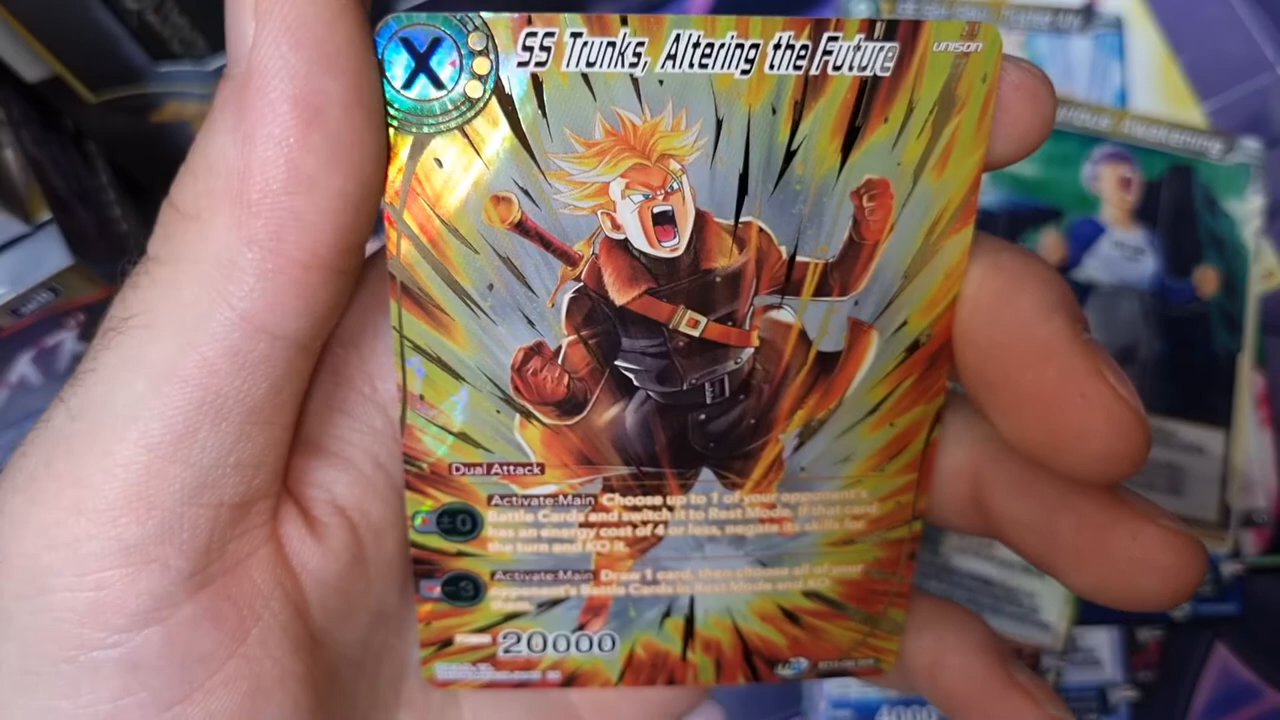 X
SS Trunks, Altering the Future
UNISON
Dual Attack
±0
Activate:Main Choose up to 1 of your opponent's
Battle Cards and switch it to Rest Mode. If that card
has an energy cost of 4 or less, negate its skills for
the turn and KO it.
-3
Activate:Main Draw 1 card, then choose all of your
opponent's Battle Cards in Rest Mode and KO
them.
POWER 20000
Awakening
4000